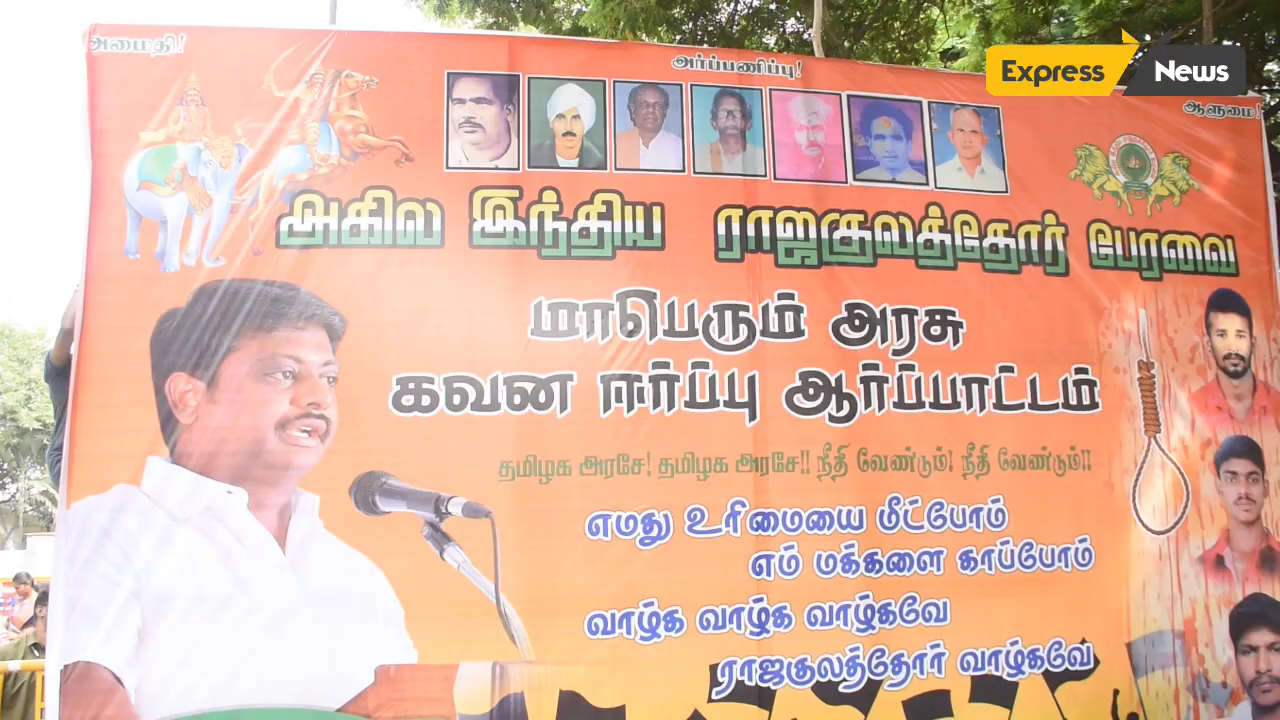 அமைதி!
அர்ப்பணிப்பு!
Express News
ஆளுமை!
அகில இந்திய ராஜகுலத்தோர் பேரவை
மாபெரும் அரசு
கவன ஈர்ப்பு ஆர்ப்பாட்டம்
தமிழக அரசே! தமிழக அரசே!! நீதி வேண்டும்! நீதி வேண்டும்!!
எமது உரிமையை மீட்போம்
எம் மக்களை காப்போம்
வாழ்க வாழ்க வாழ்கவே
ராஜகுலத்தோர் வாழ்கவே